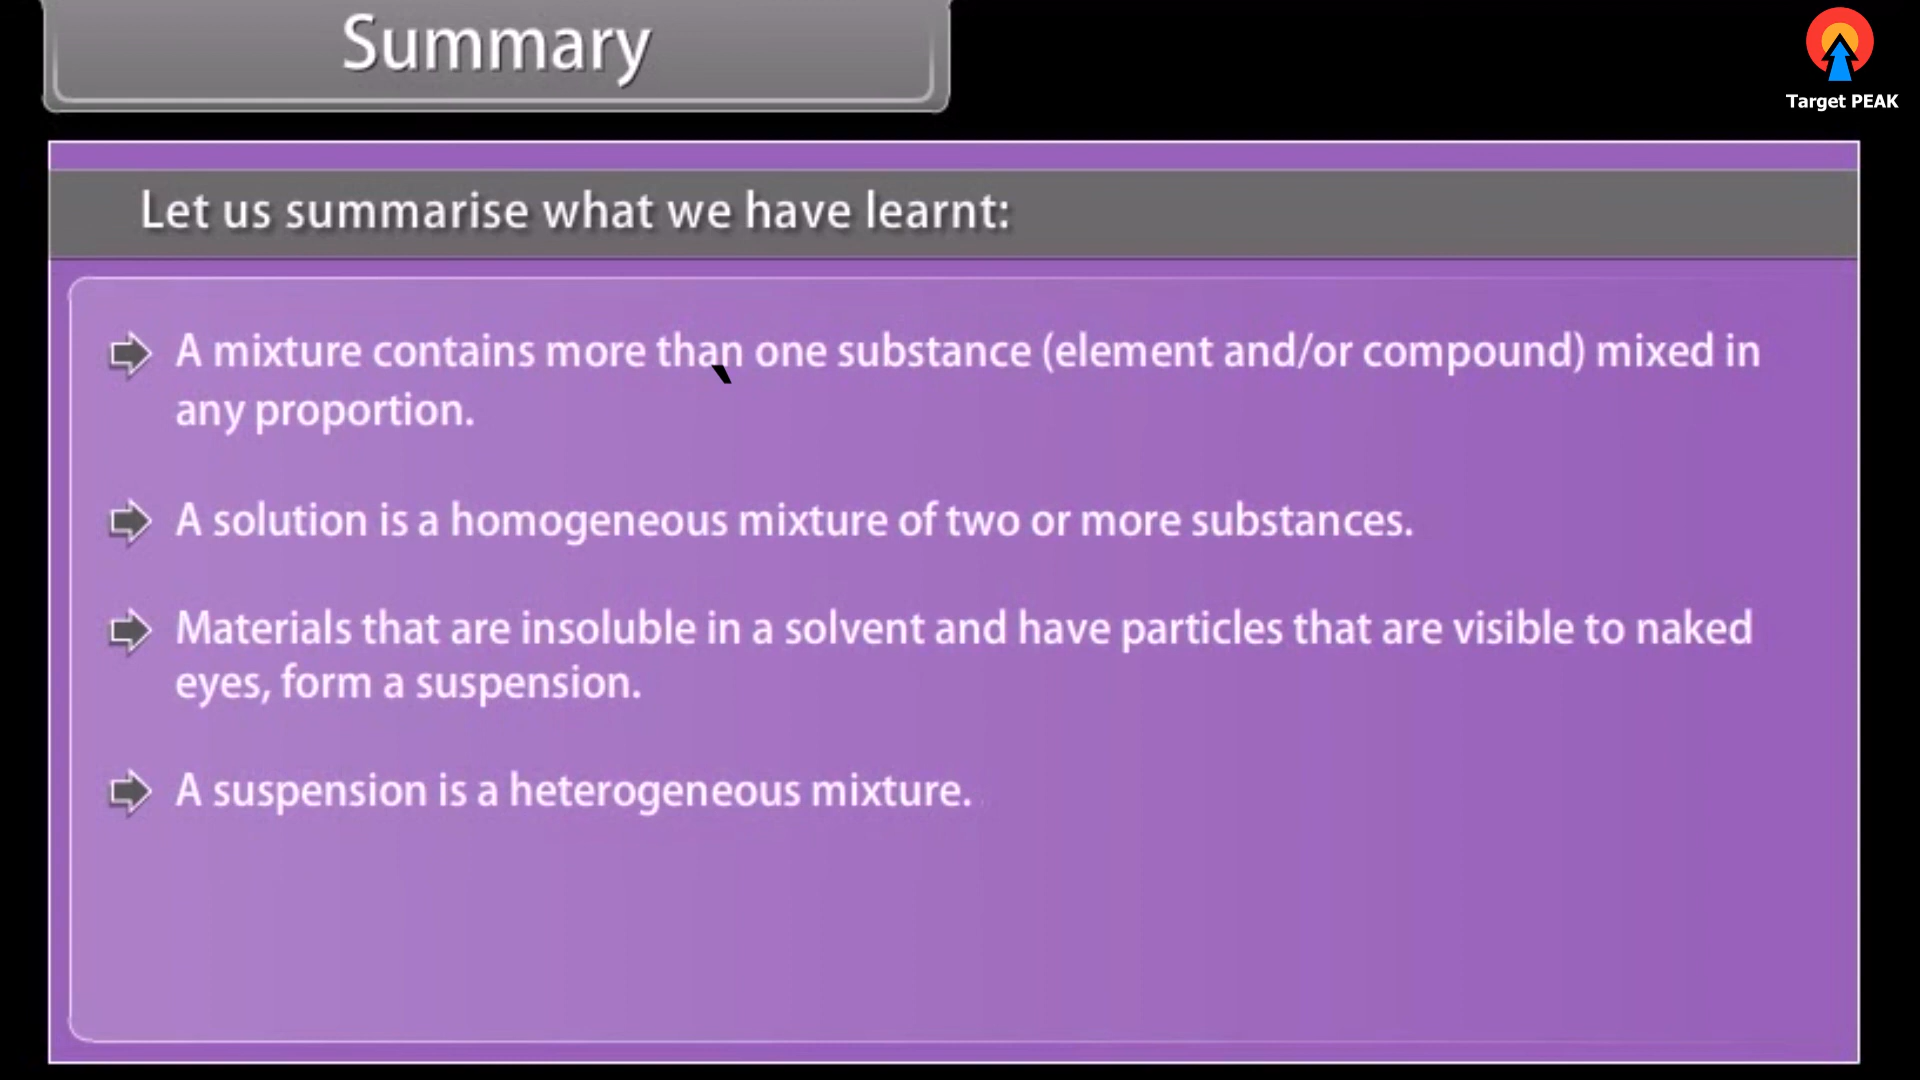 Summary
Target PEAK
Let us summarise what we have learnt:
A mixture contains more than one substance (element and/or compound) mixed in
any proportion.
A solution is a homogeneous mixture of two or more substances.
Materials that are insoluble in a solvent and have particles that are visible to naked
eyes, form a suspension.
A suspension is a heterogeneous mixture.